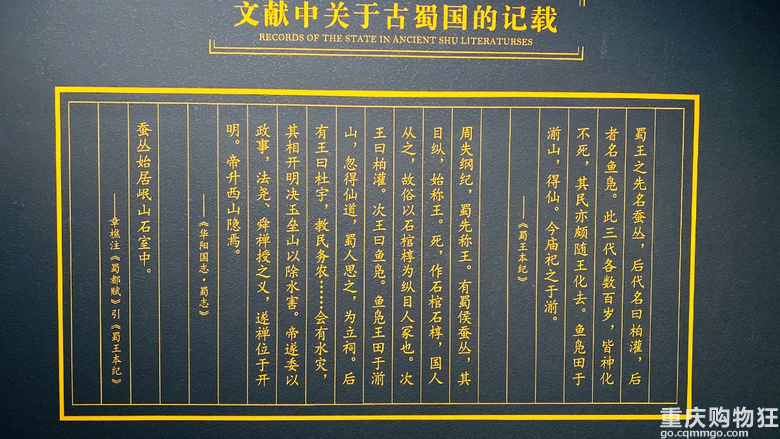 文献中关于古蜀国的记载
RECORDS OF THE STATE IN ANCIENT SHU LITERATURSES
蜀王之先名蚕丛，后代名曰柏灌，后
者名鱼凫。此三代各数百岁，皆神化
不死，其民亦颇随王化去。鱼凫田于
湔山，得仙。今庙祀之于湔。
——《蜀王本纪》
周失纲纪，蜀先称王。有蜀侯蚕丛，其
目纵，始称王。死，作石棺石椁，国人
从之，故俗以石棺椁为纵目人冢也。次
王曰柏灌。次王曰鱼凫。鱼凫王田于湔
山，忽得仙道，蜀人思之，为立祠。后
有王曰杜宇，教民务农……会有水灾，
其相开明决玉垒山以除水害。帝遂委以
政事，法尧、舜禅授之义，遂禅位于开
明。帝升西山隐焉。
——《华阳国志·蜀志》
蚕丛始居岷山石室中。
——章樵注《蜀都赋》引《蜀王本纪》
重庆购物狂
go.cqmmgo.com